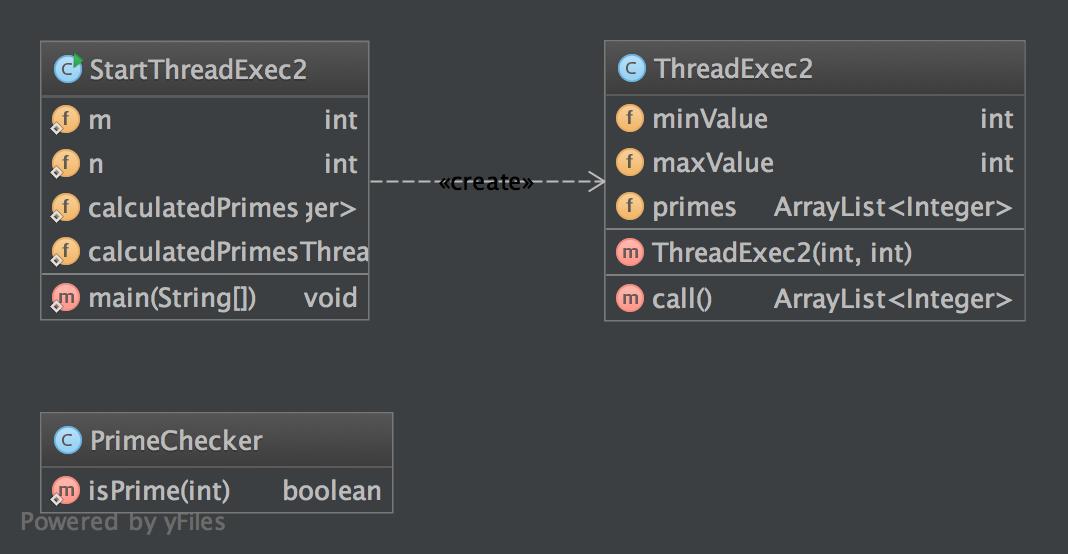 StartThreadExec2
m int
n int
calculatedPrimes ger>
calculatedPrimesThrea
main(String[]) void
«create»
ThreadExec2
minValue int
maxValue int
primes ArrayList<Integer>
ThreadExec2(int, int)
call() ArrayList<Integer>
PrimeChecker
isPrime(int) boolean
Powered by yFiles